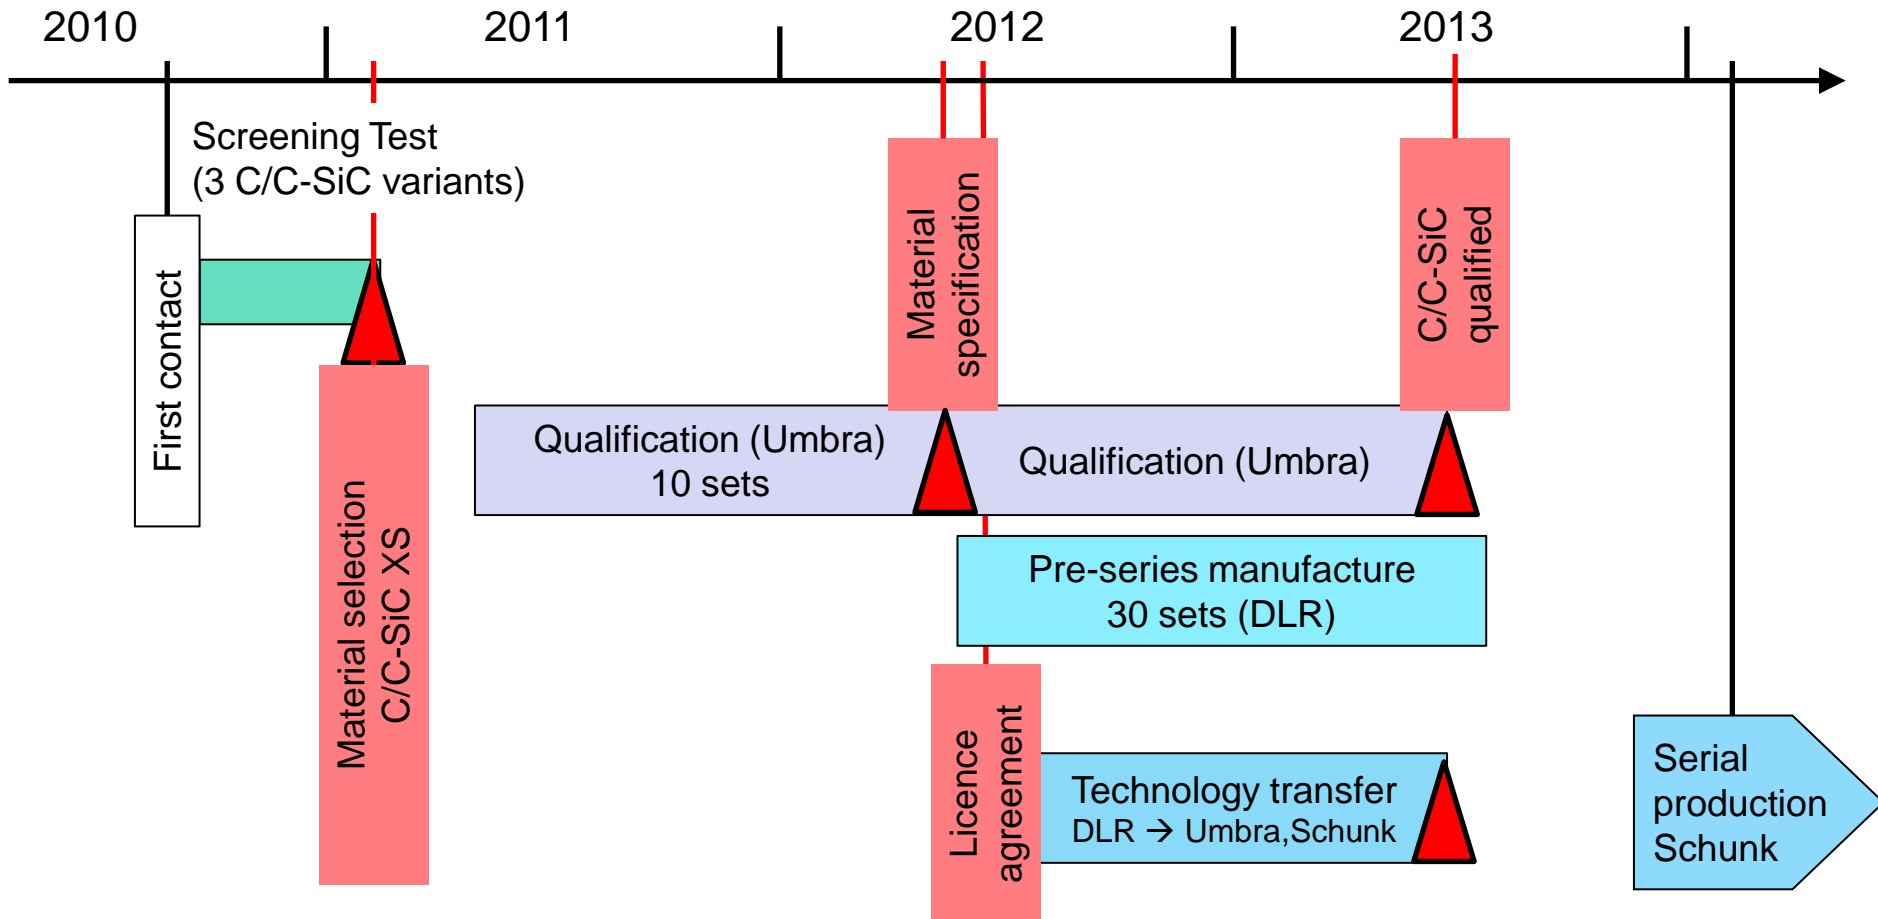 2010
2011
2012
2013
Screening Test
(3 C/C-SiC variants)
First contact
Material selection
C/C-SiC XS
Material
specification
C/C-SiC
qualified
Qualification (Umbra)
10 sets
Qualification (Umbra)
Pre-series manufacture
30 sets (DLR)
Licence
agreement
Technology transfer
DLR → Umbra,Schunk
Serial
production
Schunk